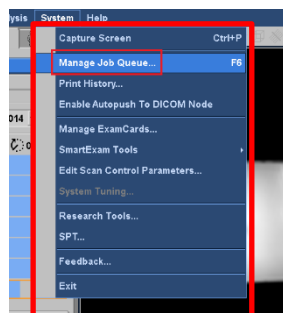 ysis System Help
Capture Screen Ctrl+P
Manage Job Queue... F6
Print History...
Enable Autopush To DICOM Node
014
Manage ExamCards...
SmartExam Tools
Edit Scan Control Parameters...
System Tuning...
Research Tools...
SPT...
Feedback...
Exit